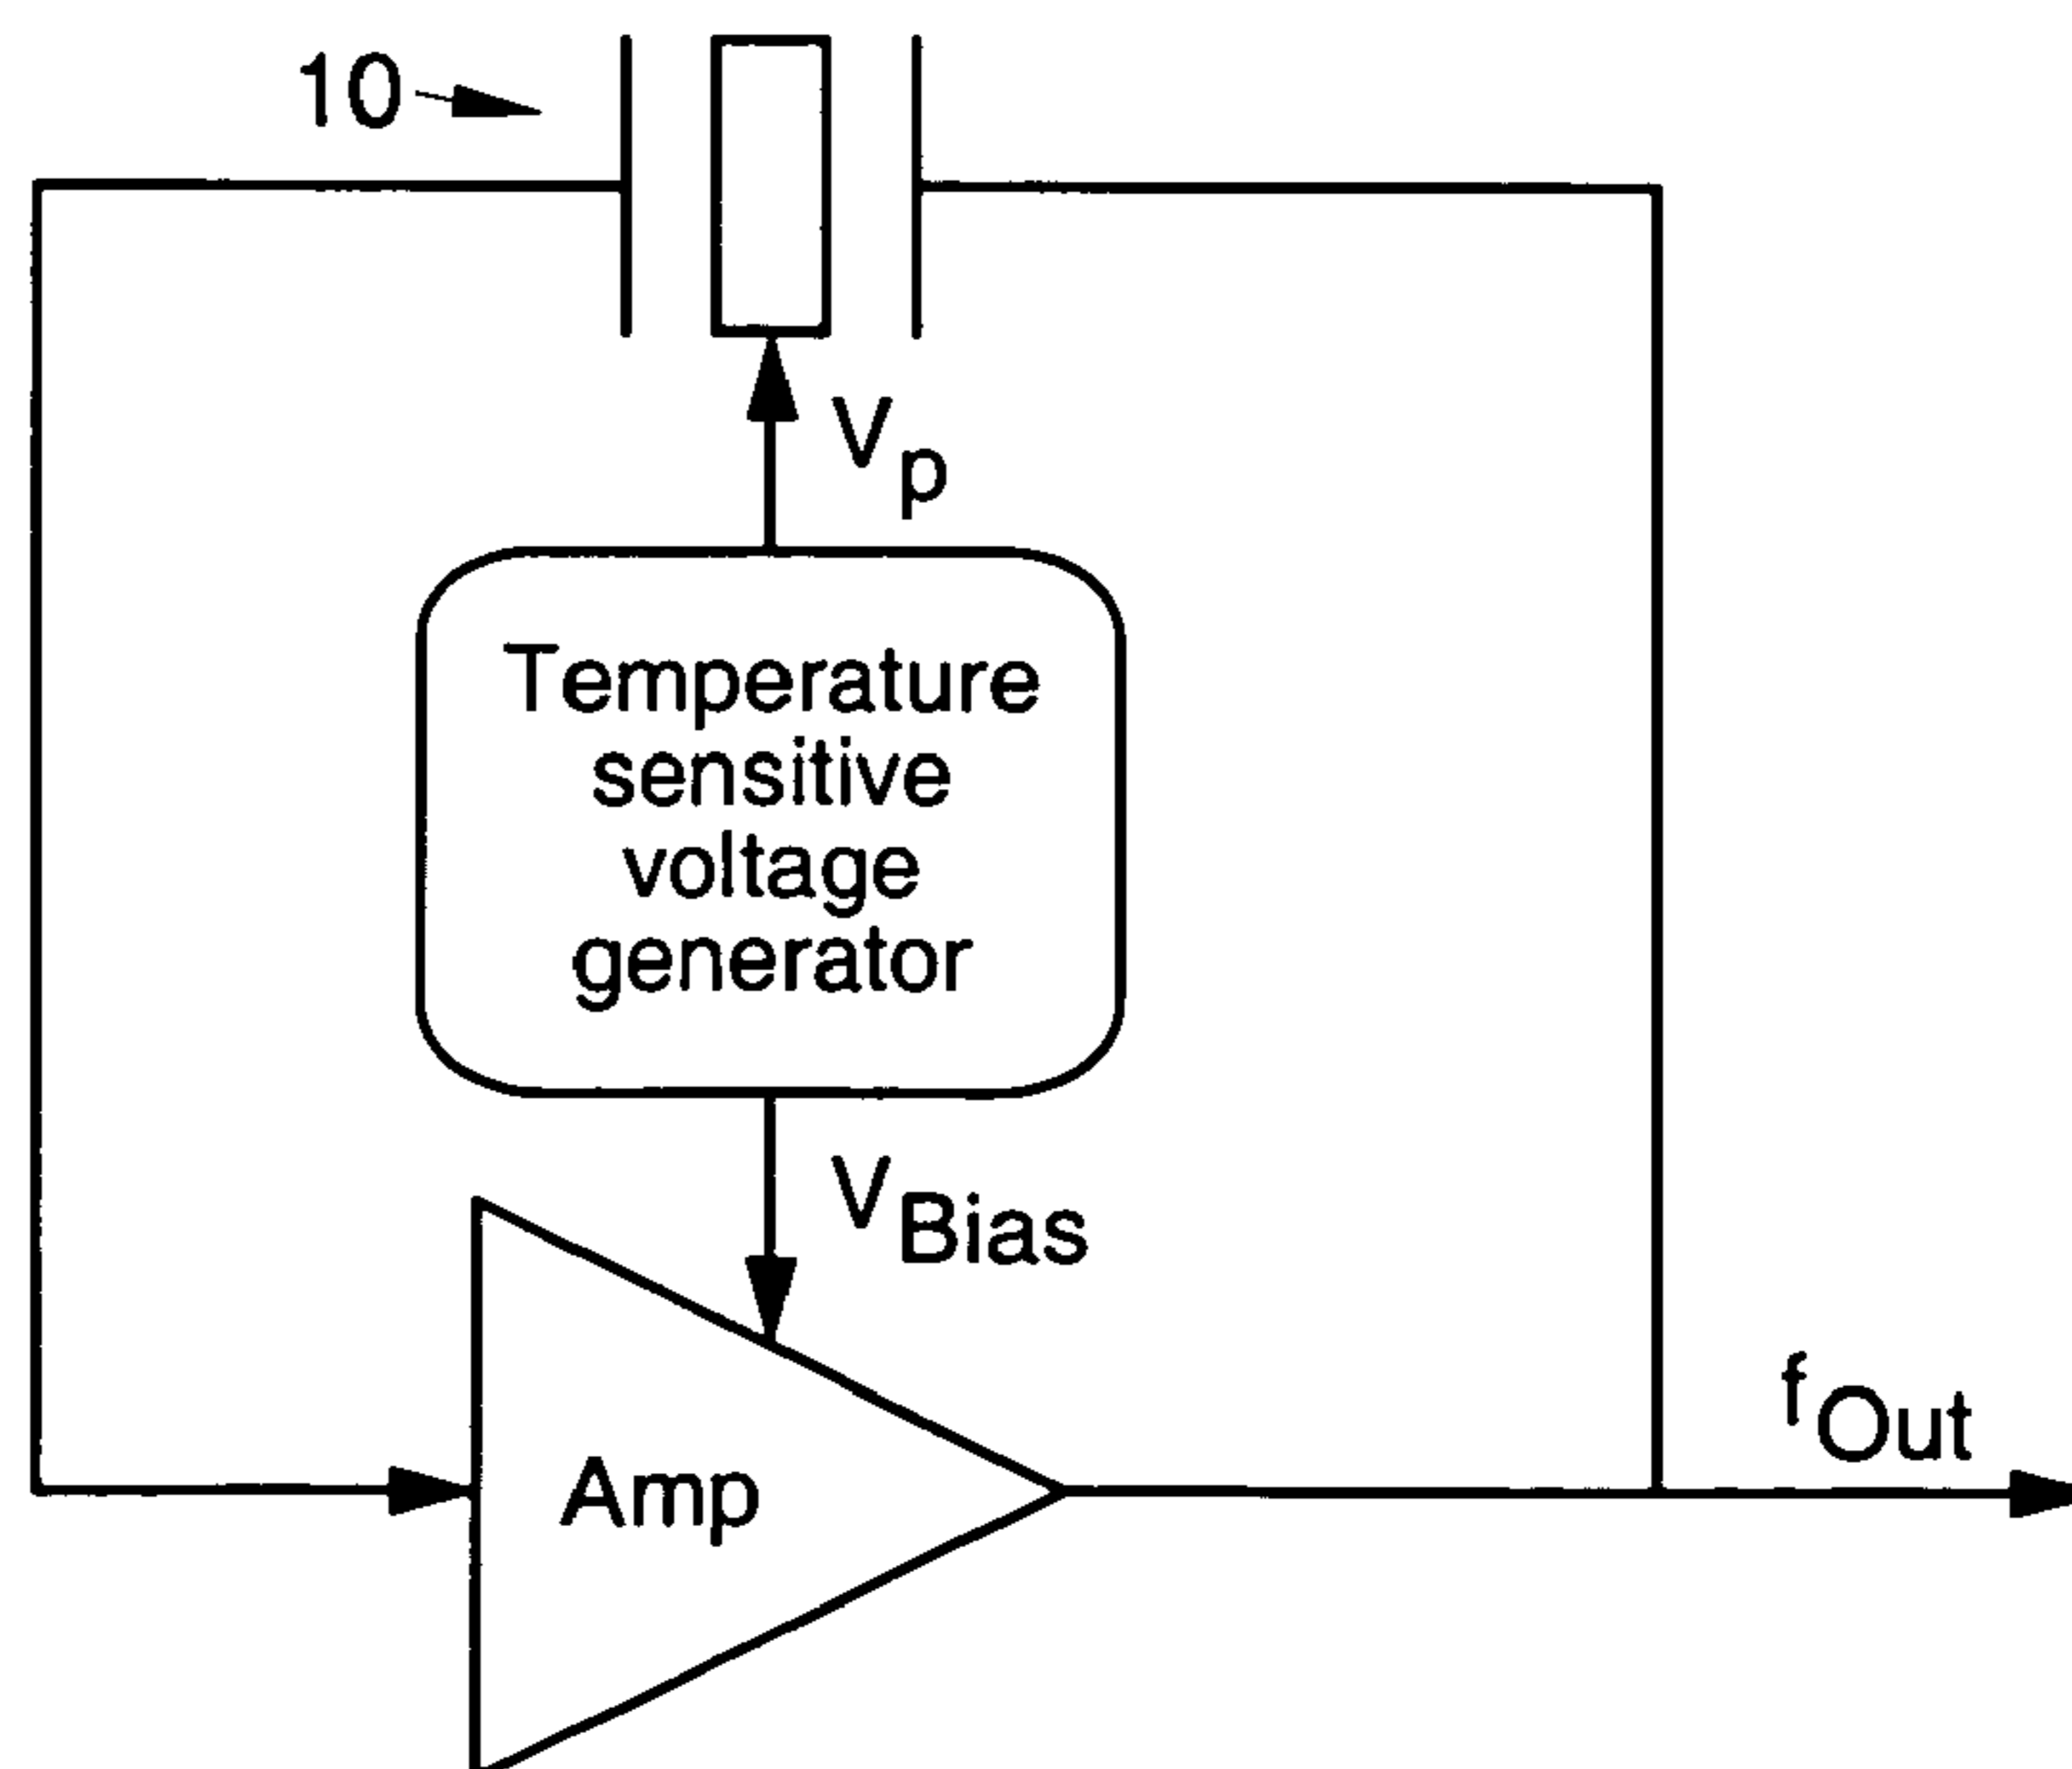 10
Vp
Temperature
sensitive
voltage
generator
VBias
fOut
Amp